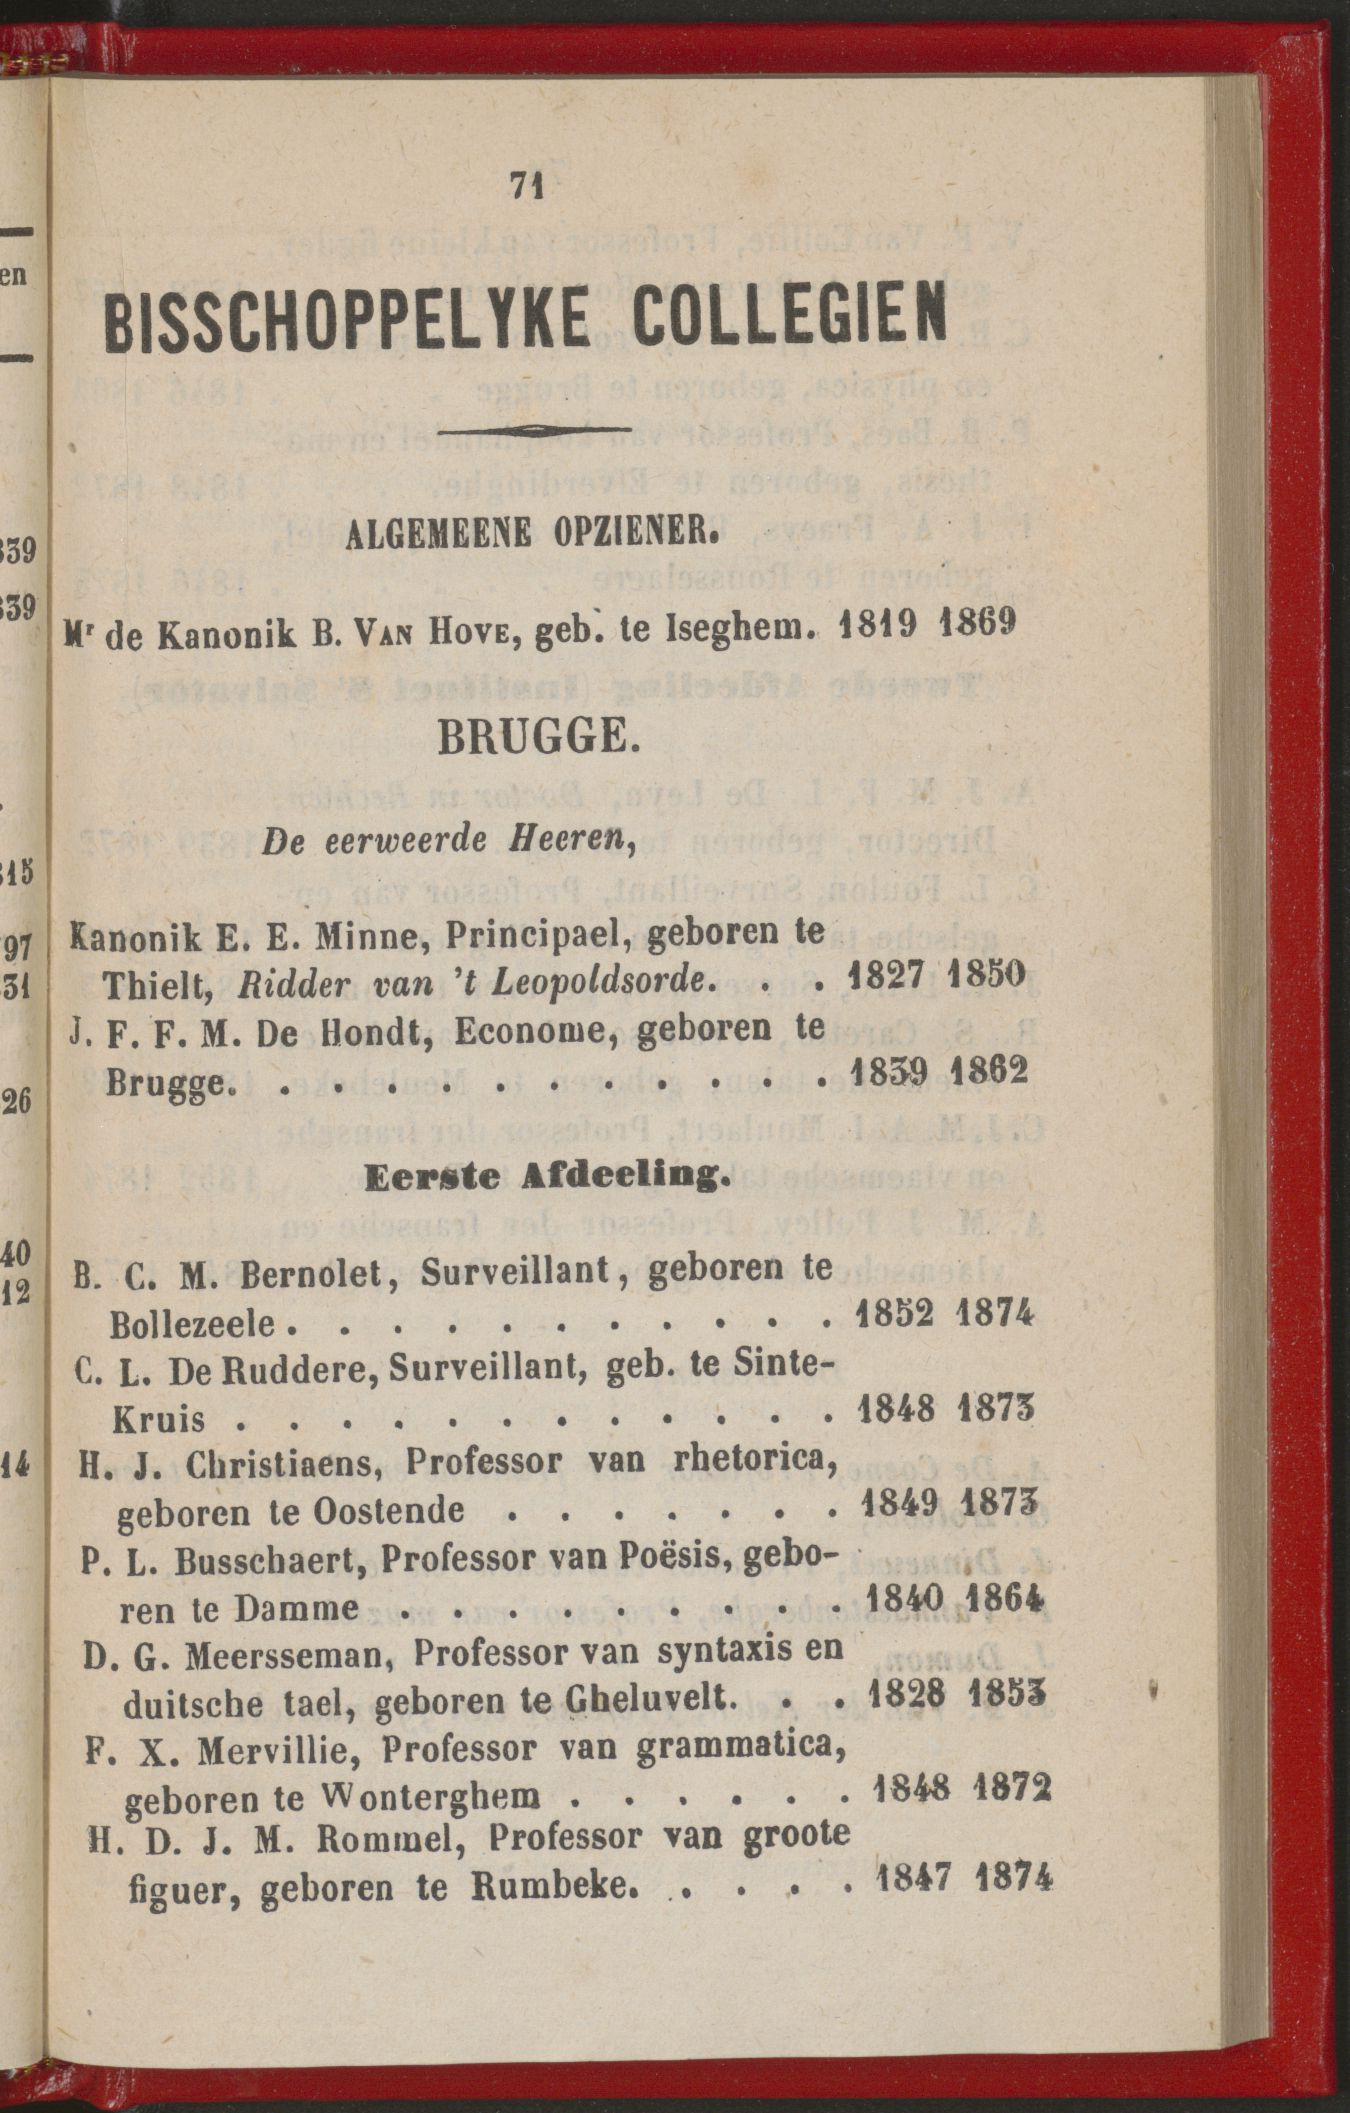 71
BISSCHOPPELYKE COLLEGIEN
ALGEMEENE OPZIENER.
Mr de Kanonik B. VAN HOVE, geb. te Iseghem. 1819 1869
BRUGGE.
De eerweerde Heeren,
Kanonik E. E. Minne, Principael, geboren te
Thielt, Ridder van 't Leopoldsorde. . . 1827 1850
J. F. F. M. De Hondt, Econome, geboren te
Brugge. . . . . . . . . . . . 1839 1862
Eerste Afdeeling.
B. C. M. Bernolet, Surveillant, geboren te
Bollezeele . . . . . . . . . . . 1852 1874
C. L. De Ruddere, Surveillant, geb. te Sinte-
Kruis . . . . . . . . . . . . 1848 1873
H. J. Christiaens, Professor van rhetorica,
geboren te Oostende . . . . . . . 1849 1873
P. L. Busschaert, Professor van Poësis, gebo-
ren te Damme . . . . . . . . . 1840 1864
D. G. Meersseman, Professor van syntaxis en
duitsche tael, geboren te Gheluvelt. . . 1828 1853
F. X. Mervillie, Professor van grammatica,
geboren te Wonterghem . . . . . . 1848 1872
H. D. J. M. Rommel, Professor van groote
figuer, geboren te Rumbeke. . . . . 1847 1874